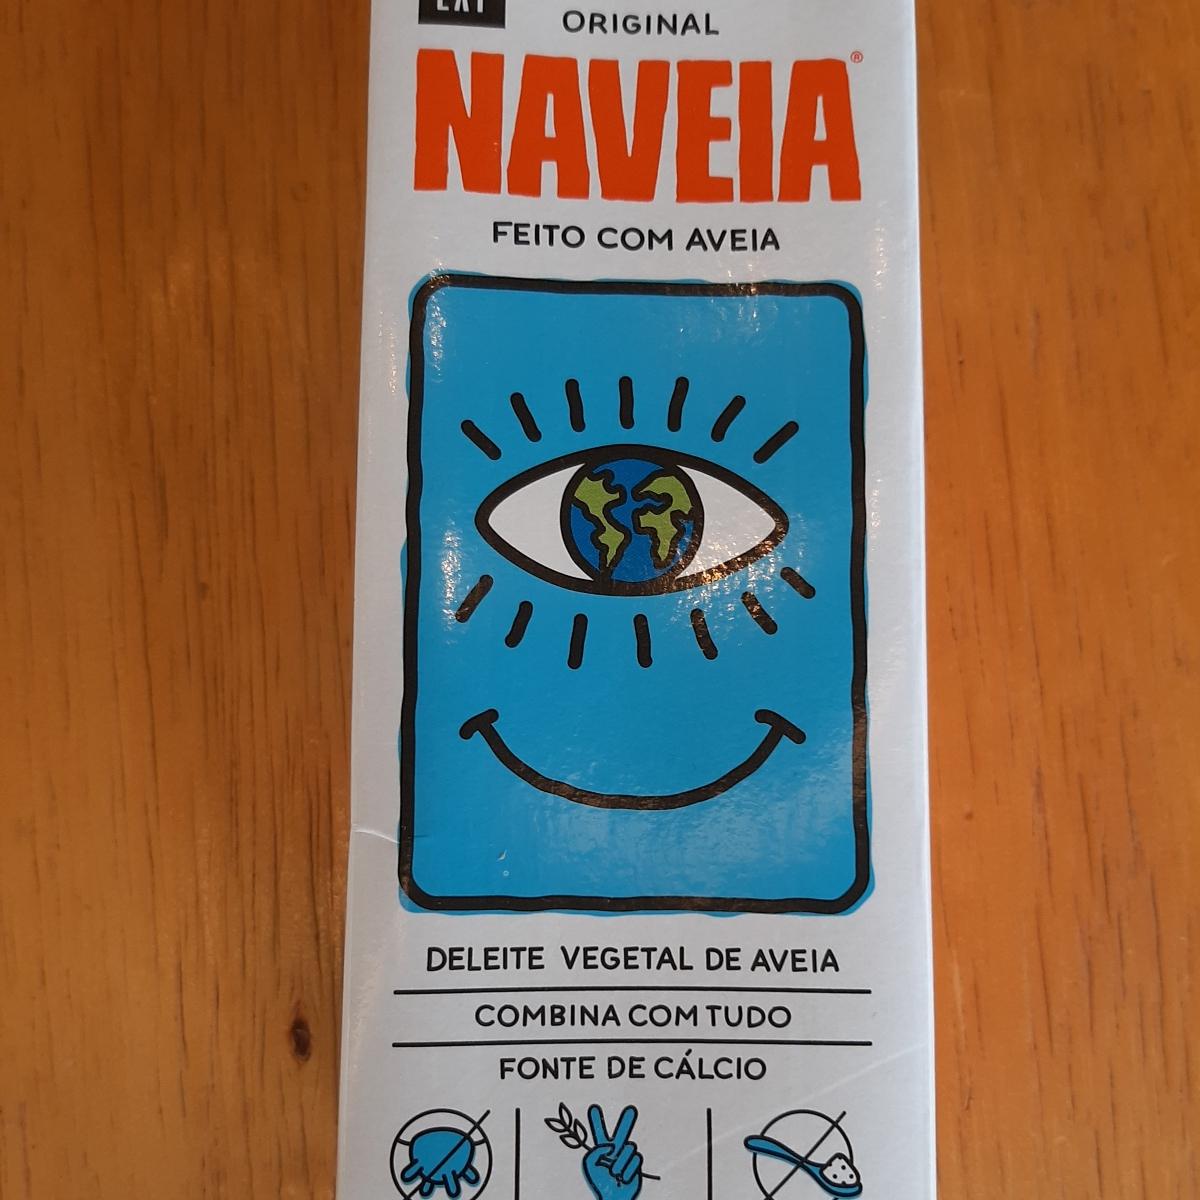 ORIGINAL
NAVEIA®
FEITO COM AVEIA
DELEITE VEGETAL DE AVEIA
COMBINA COM TUDO
FONTE DE CÁLCIO